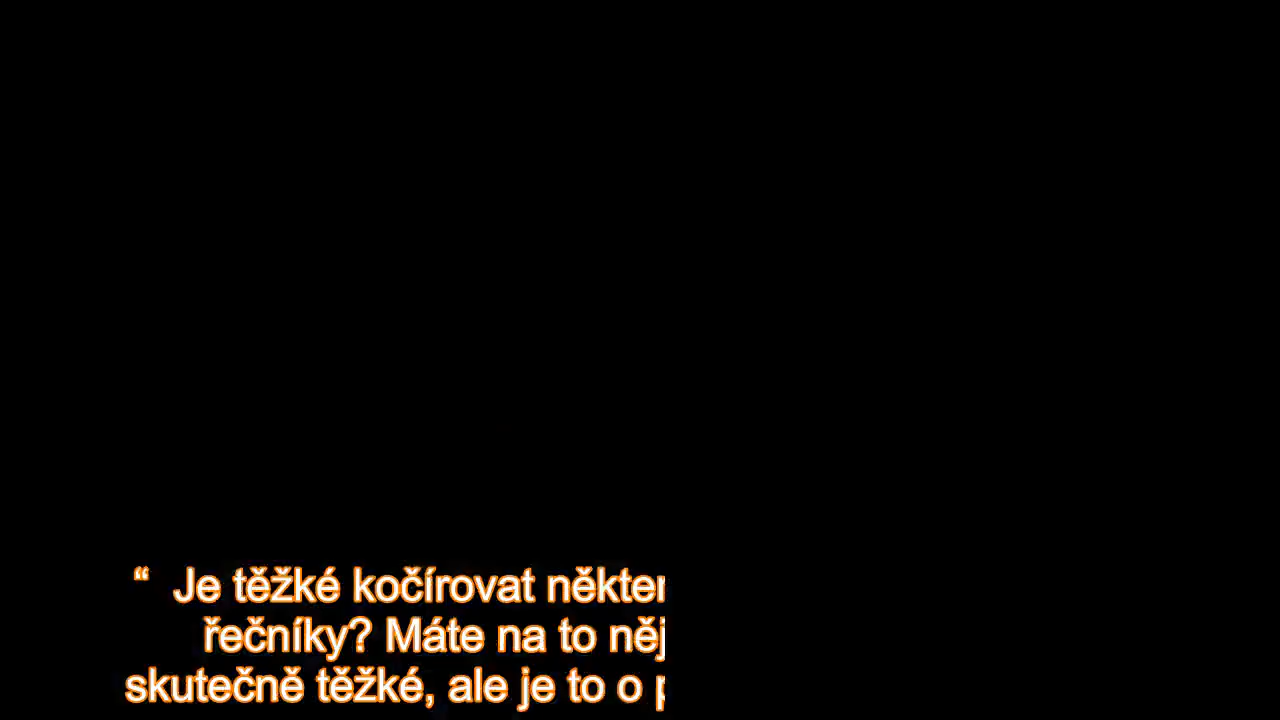 “ Je těžké kočírovat někter
řečníky? Máte na to něj
skutečně těžké, ale je to o p